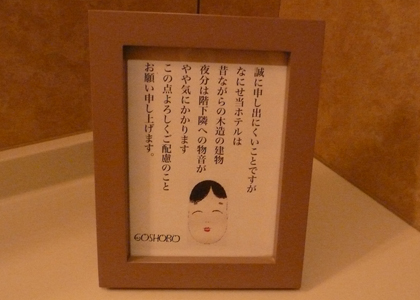 誠に申し出にくいことですが
なにせ当ホテルは
昔ながらの木造の建物
夜分は階下隣への物音が
やや気にかかります
この点よろしくご配慮のこと
お願い申し上げます。
GOSHOBO